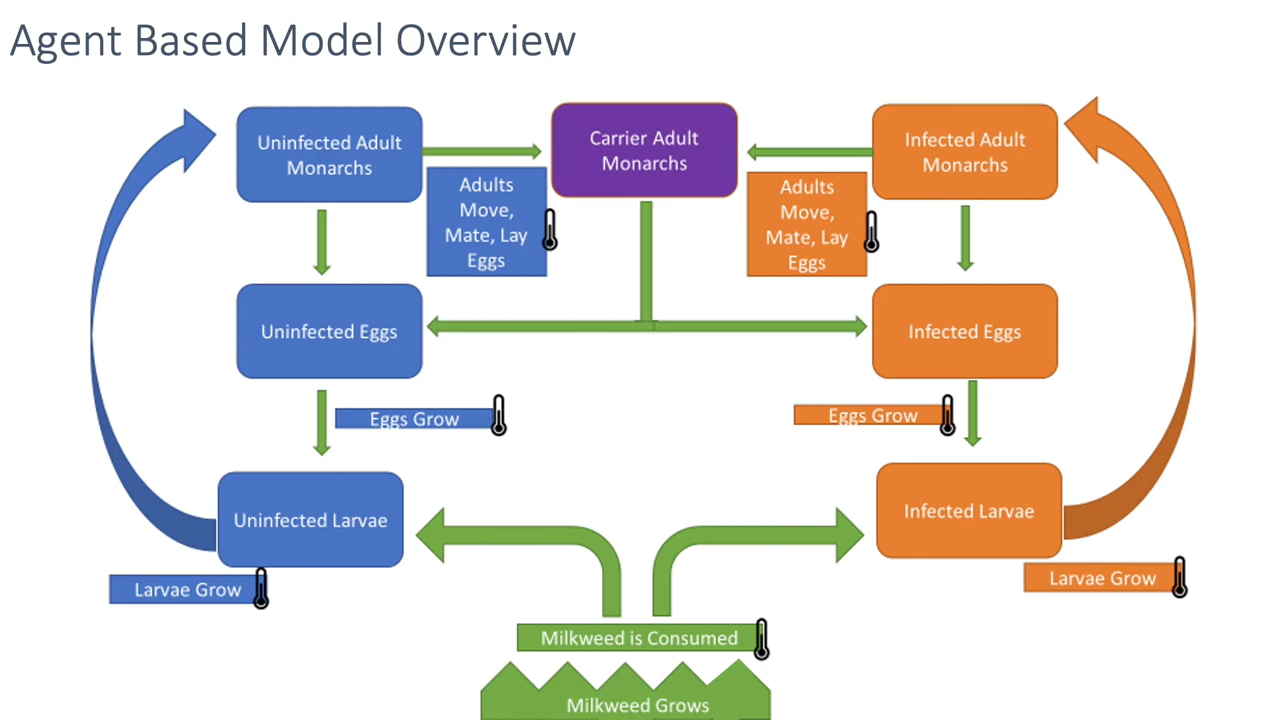 Agent Based Model Overview
Uninfected Adult
Monarchs
Carrier Adult
Monarchs
Infected Adult
Monarchs
Adults
Move,
Mate, Lay
Eggs
Adults
Move,
Mate, Lay
Eggs
Uninfected Eggs
Infected Eggs
Eggs Grow
Eggs Grow
Uninfected Larvae
Infected Larvae
Larvae Grow
Larvae Grow
Milkweed is Consumed
Milkweed Grows